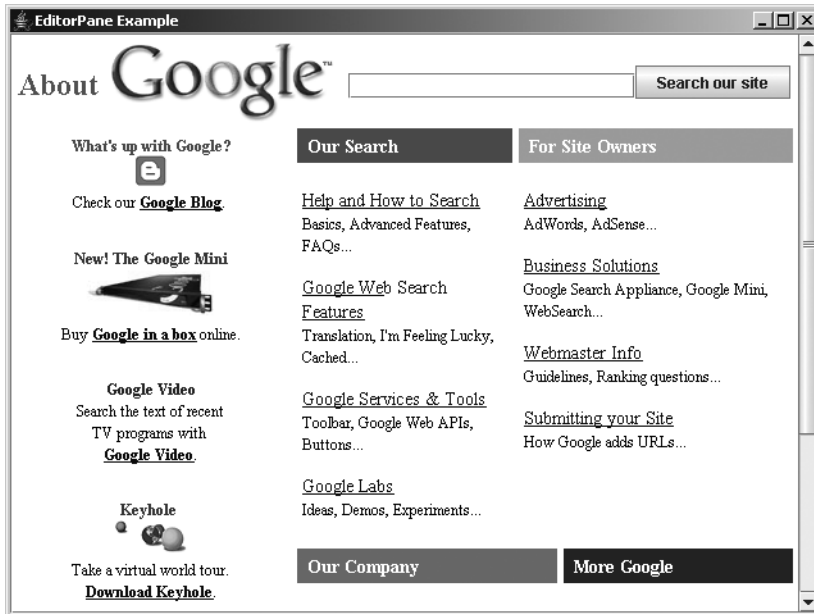 EditorPane Example
About Google™
Search our site
What's up with Google?
Check our Google Blog.
New! The Google Mini
Buy Google in a box online.
Google Video
Search the text of recent
TV programs with
Google Video.
Keyhole
Take a virtual world tour.
Download Keyhole.
Our Search
Help and How to Search
Basics, Advanced Features,
FAQs...
Google Web Search
Features
Translation, I'm Feeling Lucky,
Cached...
Google Services & Tools
Toolbar, Google Web APIs,
Buttons...
Google Labs
Ideas, Demos, Experiments...
For Site Owners
Advertising
AdWords, AdSense...
Business Solutions
Google Search Appliance, Google Mini,
WebSearch...
Webmaster Info
Guidelines, Ranking questions...
Submitting your Site
How Google adds URLs...
Our Company
More Google